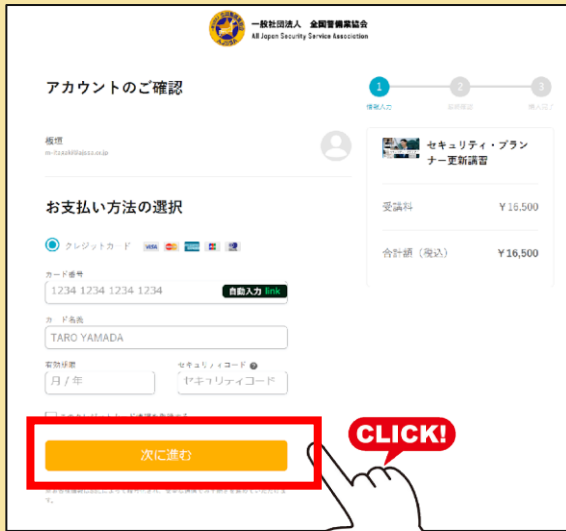 一般社団法人 全国警備業協会
All Japan Security Service Association
アカウントのご確認
1
2
3
情報入力
購入完了
板垣
セキュリティ・プラン
ナー更新講習
お支払い方法の選択
受講料
¥16,500
クレジットカード
VISA
合計額（税込）
¥16,500
カード番号
1234 1234 1234 1234
自動入力 link
カード名義
TARO YAMADA
有効期限
セキュリティコード
月 / 年
セキュリティコード
次に進む
CLICK!